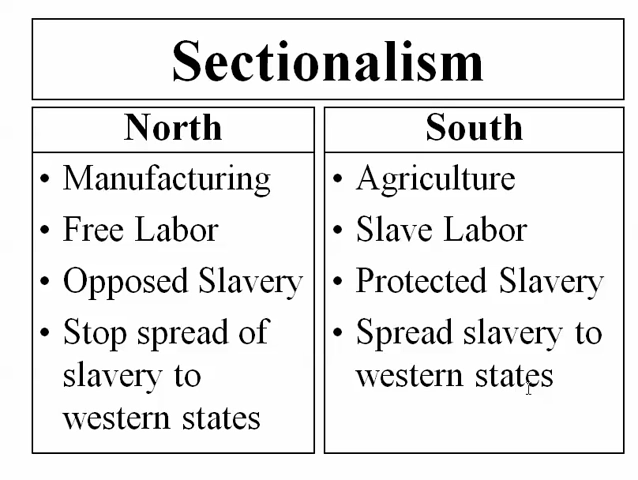 Sectionalism
North
• Manufacturing
• Free Labor
• Opposed Slavery
• Stop spread of
slavery to
western states
South
• Agriculture
• Slave Labor
• Protected Slavery
• Spread slavery to
western states